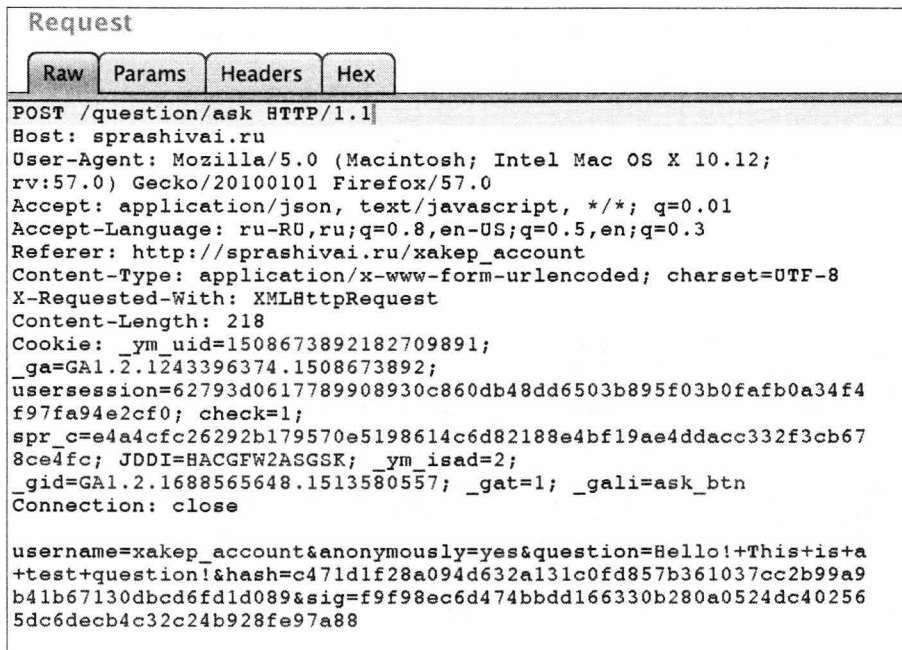 Request
Raw Params Headers Hex
POST /question/ask HTTP/1.1
Host: sprashivai.ru
User-Agent: Mozilla/5.0 (Macintosh; Intel Mac OS X 10.12;
rv:57.0) Gecko/20100101 Firefox/57.0
Accept: application/json, text/javascript, */*; q=0.01
Accept-Language: ru-RU,ru;q=0.8,en-US;q=0.5,en;q=0.3
Referer: http://sprashivai.ru/xakep_account
Content-Type: application/x-www-form-urlencoded; charset=UTF-8
X-Requested-With: XMLHttpRequest
Content-Length: 218
Cookie: _ym_uid=1508673892182709891;
_ga=GA1.2.1243396374.1508673892;
usersession=62793d0617789908930c860db48dd6503b895f03b0fafb0a34f4
f97fa94e2cf0; check=1;
spr_c=e4a4cfc26292b179570e5198614c6d82188e4bf19ae4ddacc332f3cb67
8ce4fc; JDDI=HACGFW2ASGSK; _ym_isad=2;
_gid=GA1.2.1688565648.1513580557; _gat=1; _gali=ask_btn
Connection: close
username=xakep_account&anonymously=yes&question=Hello!+This+is+a
+test+question!&hash=c471d1f28a094d632a131c0fd857b361037cc2b99a9
b41b67130dbcd6fd1d089&sig=f9f98ec6d474bbdd166330b280a0524dc40256
5dc6decb4c32c24b928fe97a88